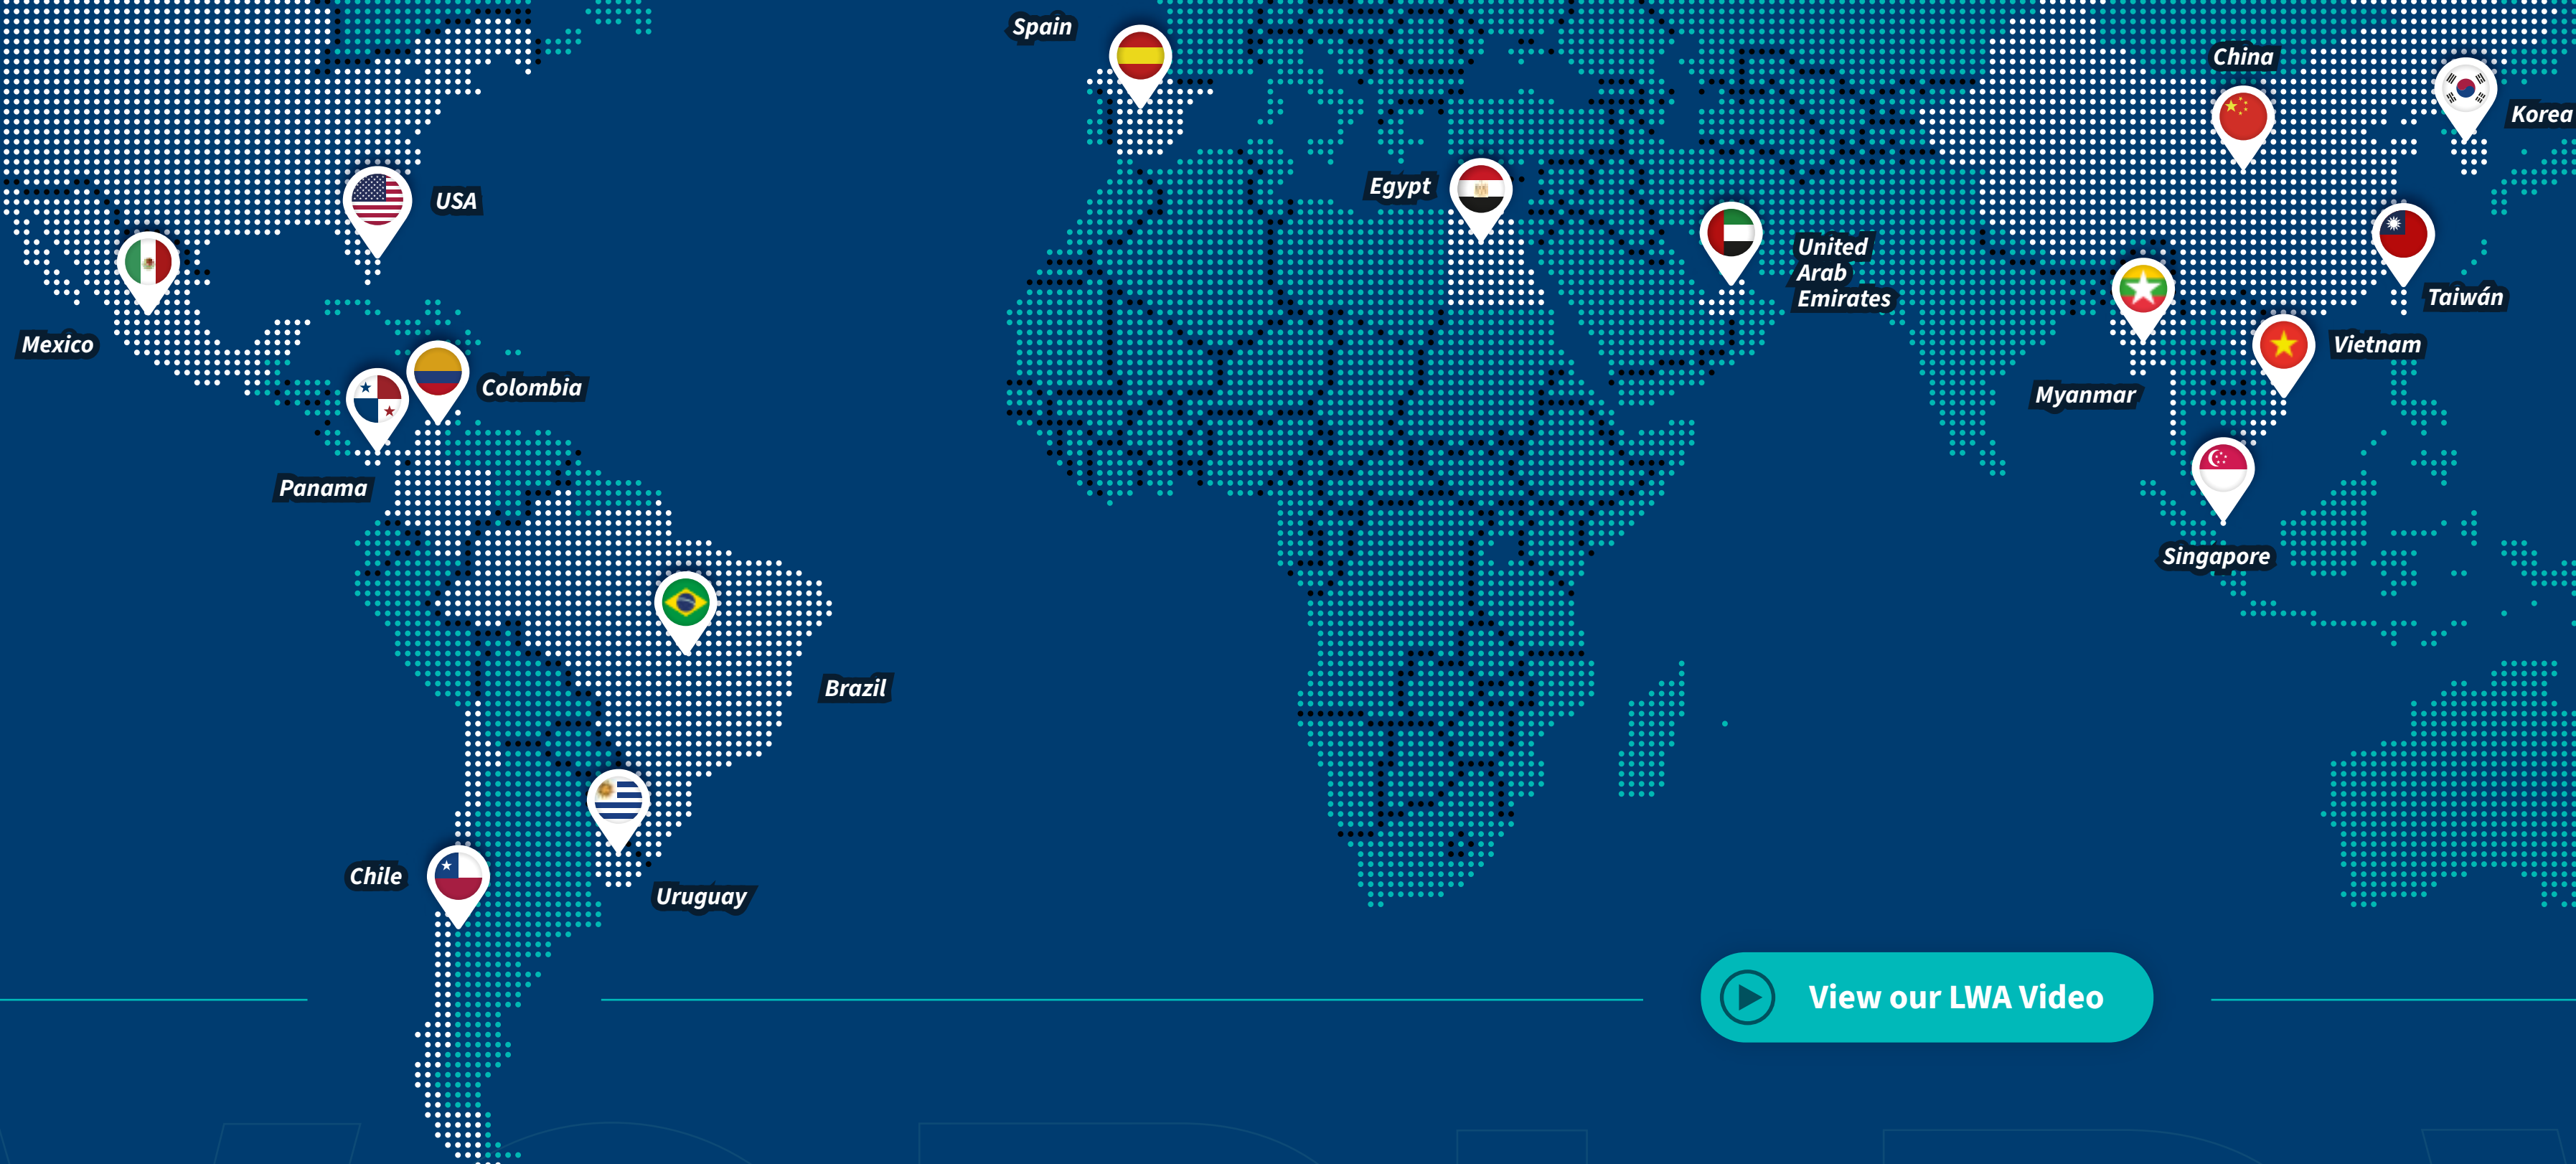 Spain
China
Korea
Egypt
USA
United
Arab
Emirates
Taiwán
Mexico
Vietnam
Colombia
Myanmar
Panama
Singapore
Brazil
Chile
Uruguay
View our LWA Video